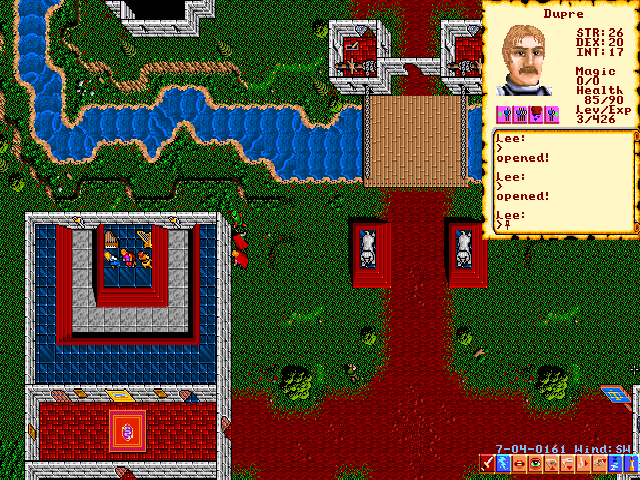 Dupre
STR:26
DEX:20
INT:17
Magic
0/0
Health
85/90
Lev/Exp
3/426
Lee:
>
opened!
Lee:
>
opened!
Lee:
>
7-04-0161 Wind:SW